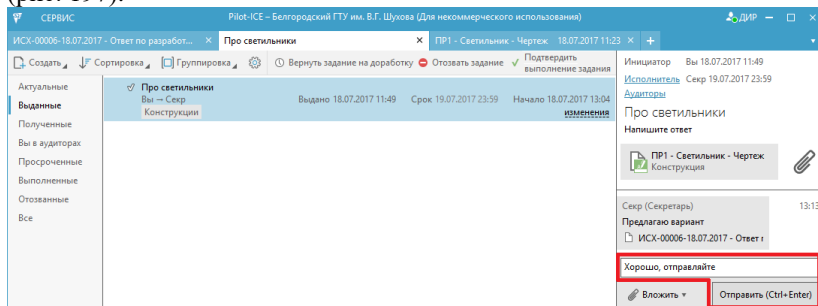 (рис. 197).
СЕРВИС
Pilot-ICE – Белгородский ГТУ им. В.Г. Шухова (Для некоммерческого использования)
ДИР
ИСХ-00006-18.07.2017 - Ответ по разработ...
Про светильники
ПР1 - Светильник - Чертеж 18.07.2017 11:23
Создать
Сортировка
Группировка
Вернуть задание на доработку
Отозвать задание
Подтвердить выполнение задания
Актуальные
Выданные
Полученные
Вы в аудиторах
Просроченные
Выполненные
Отозванные
Все
Про светильники
Вы → Секр
Выдано 18.07.2017 11:49
Срок 19.07.2017 23:59
Начало 18.07.2017 13:04
Конструкции
изменения
Инициатор Вы 18.07.2017 11:49
Исполнитель Секр 19.07.2017 23:59
Аудиторы
Про светильники
Напишите ответ
ПР1 - Светильник - Чертеж
Конструкция
Секр (Секретарь) 13:13
Предлагаю вариант
ИСХ-00006-18.07.2017 - Ответ
Хорошо, отправляйте
Вложить
Отправить (Ctrl+Enter)